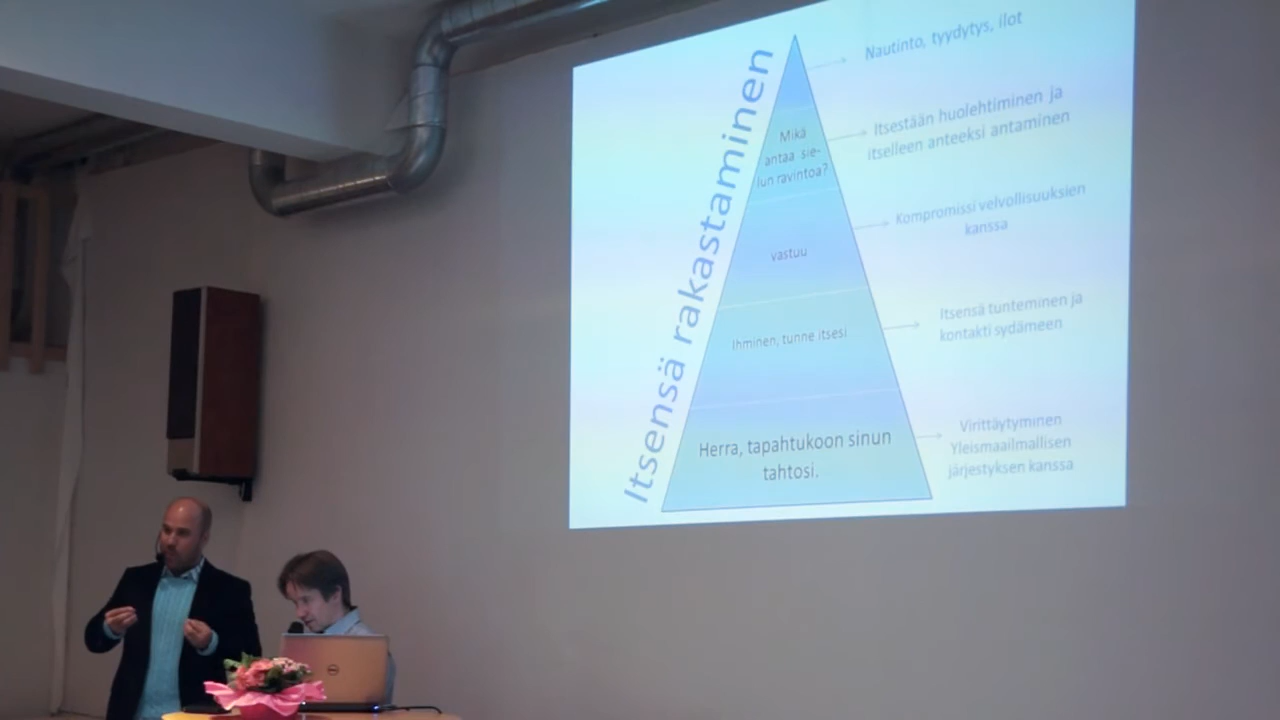 Itsensä rakastaminen
Nautinto, tyydytys, ilot
Mikä
antaa sie-
lun ravintoa?
Itsestään huolehtiminen ja
itselleen anteeksi antaminen
vastuu
Kompromissi velvollisuuksien
kanssa
Ihminen, tunne itsesi
Itsensä tunteminen ja
kontakti sydämeen
Herra, tapahtukoon sinun
tahtosi.
Virittäytyminen
Yleismaailmallisen
järjestyksen kanssa
DELL